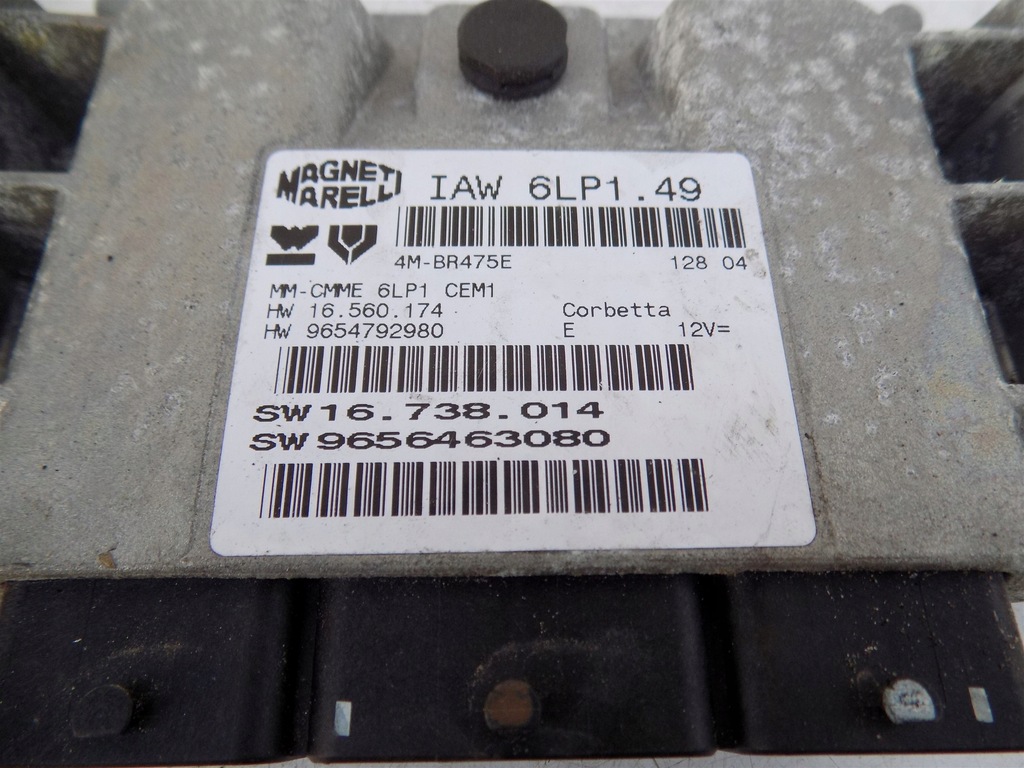 MAGNETI
MARELLI
IAW 6LP1.49
4M-BR475E 128 04
MM-CMME 6LP1 CEM1
HW 16.560.174 Corbetta
HW 9654792980 E 12V=
SW 16.738.014
SW 9656463080